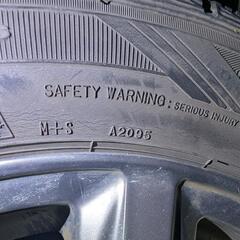 SAFETY WARNING: SERIOUS INJURY
M+S A2095